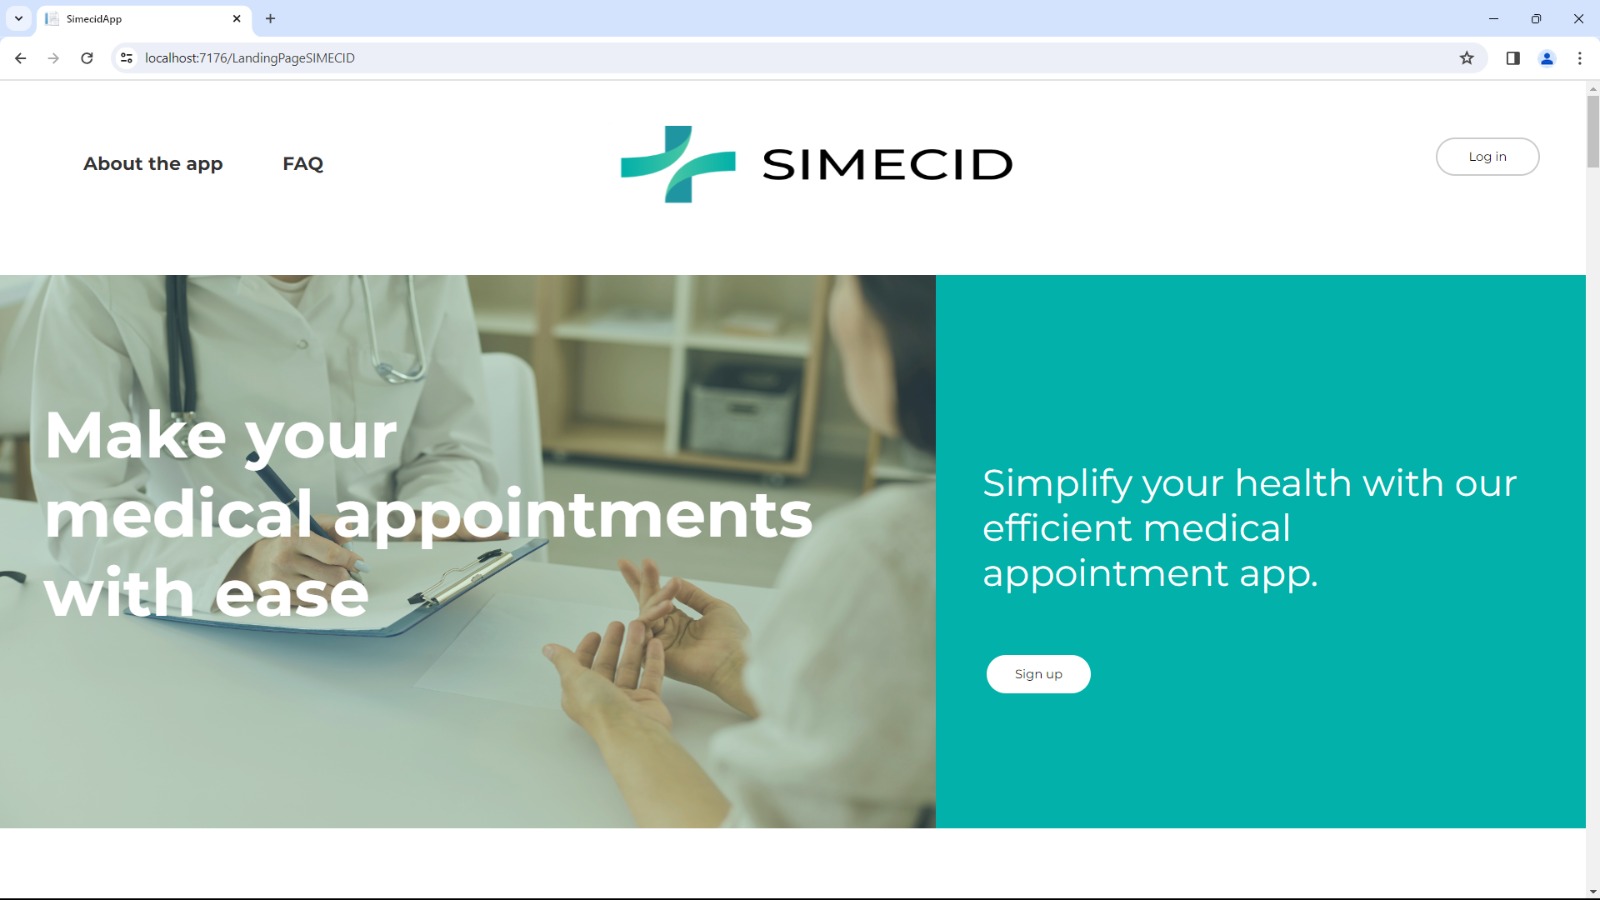 SimecidApp
localhost:7176/LandingPageSIMECID
About the app
FAQ
SIMECID
Log in
Make your
medical appointments
with ease
Simplify your health with our
efficient medical
appointment app.
Sign up